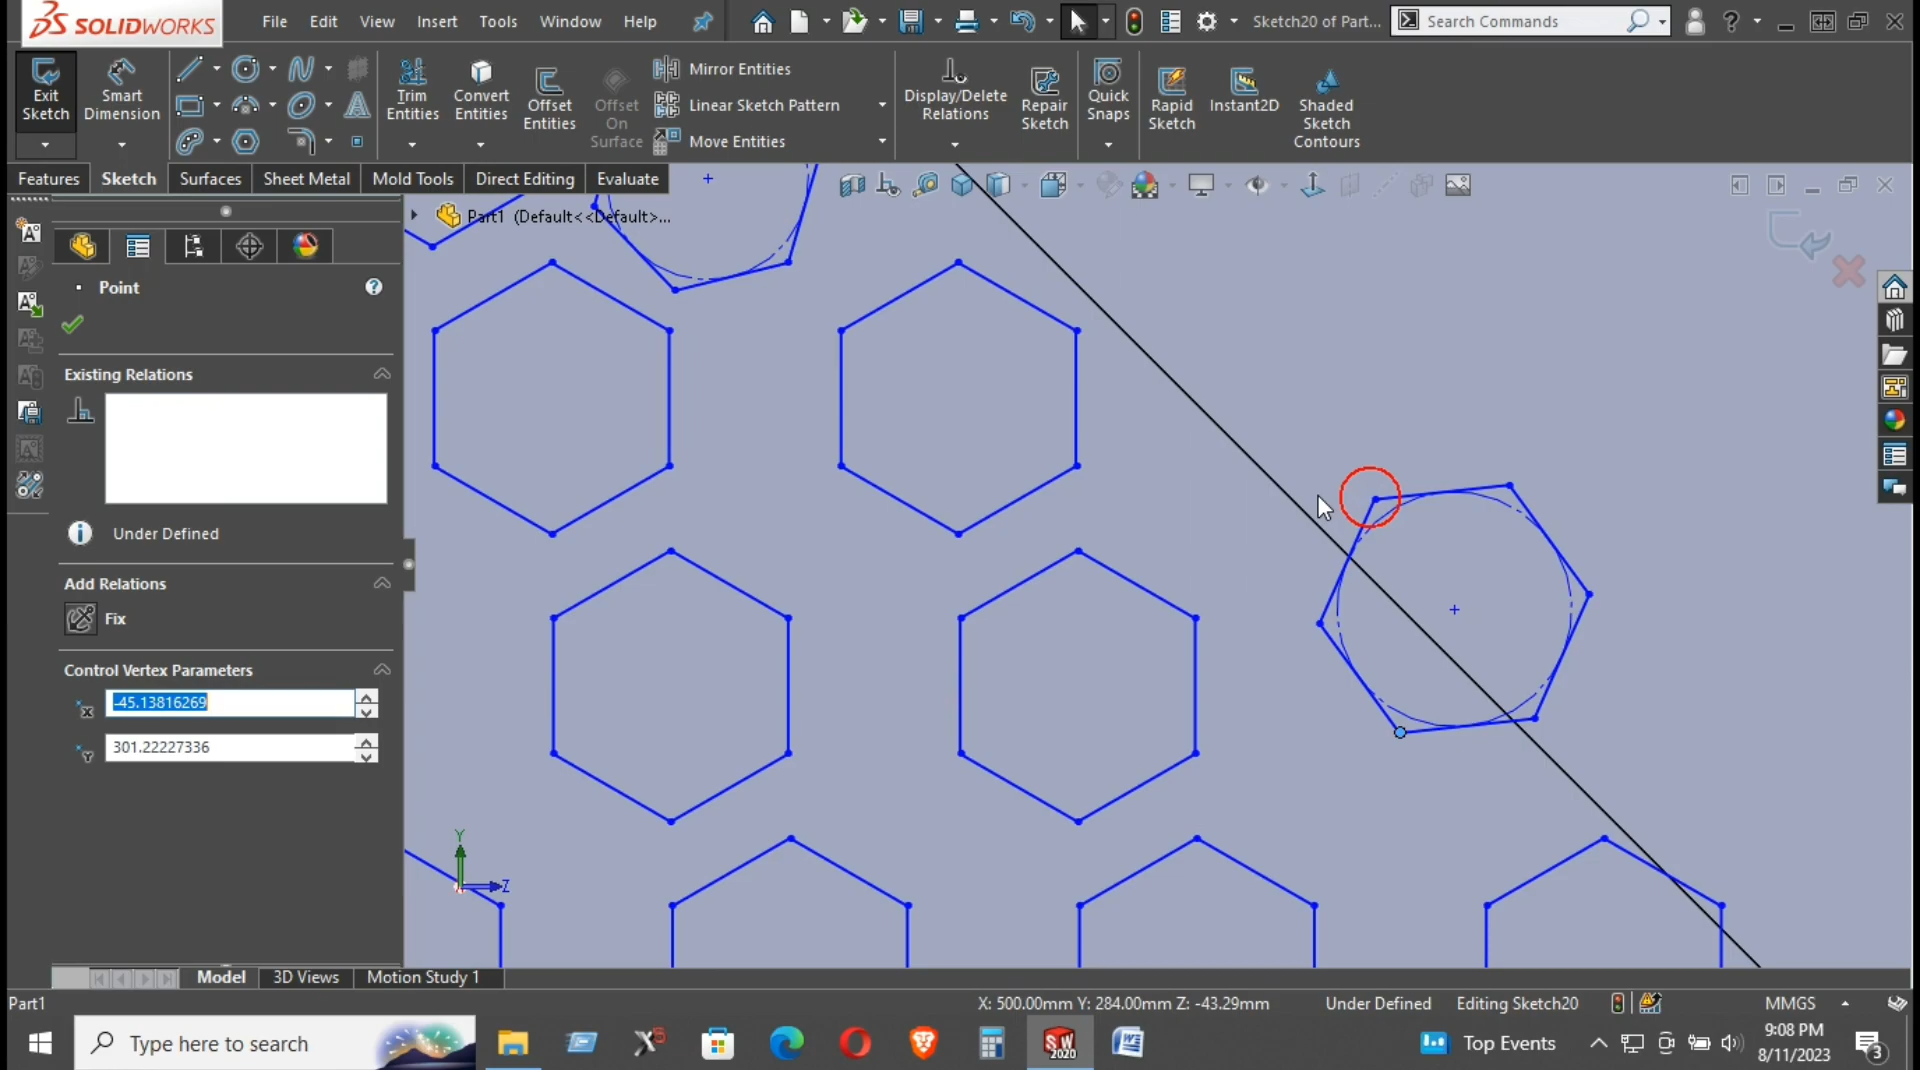 SOLIDWORKS File Edit View Insert Tools Window Help Sketch20 of Part... Search Commands ?
Exit Sketch
Smart Dimension
Trim Entities
Convert Entities
Offset Entities
Offset On Surface
Mirror Entities
Linear Sketch Pattern
Move Entities
Display/Delete Relations
Repair Sketch
Quick Snaps
Rapid Sketch
Instant2D
Shaded Sketch Contours
Features Sketch Surfaces Sheet Metal Mold Tools Direct Editing Evaluate
Part1 (Default<<Default>...
Point ?
Existing Relations
Under Defined
Add Relations
Fix
Control Vertex Parameters
-45.13816269
301.22227336
Y
Z
Model 3D Views Motion Study 1
Part1 X: 500.00mm Y: 284.00mm Z: -43.29mm Under Defined Editing Sketch20 MMGS
Type here to search SW 2020 W Top Events 9:08 PM
8/11/2023 3